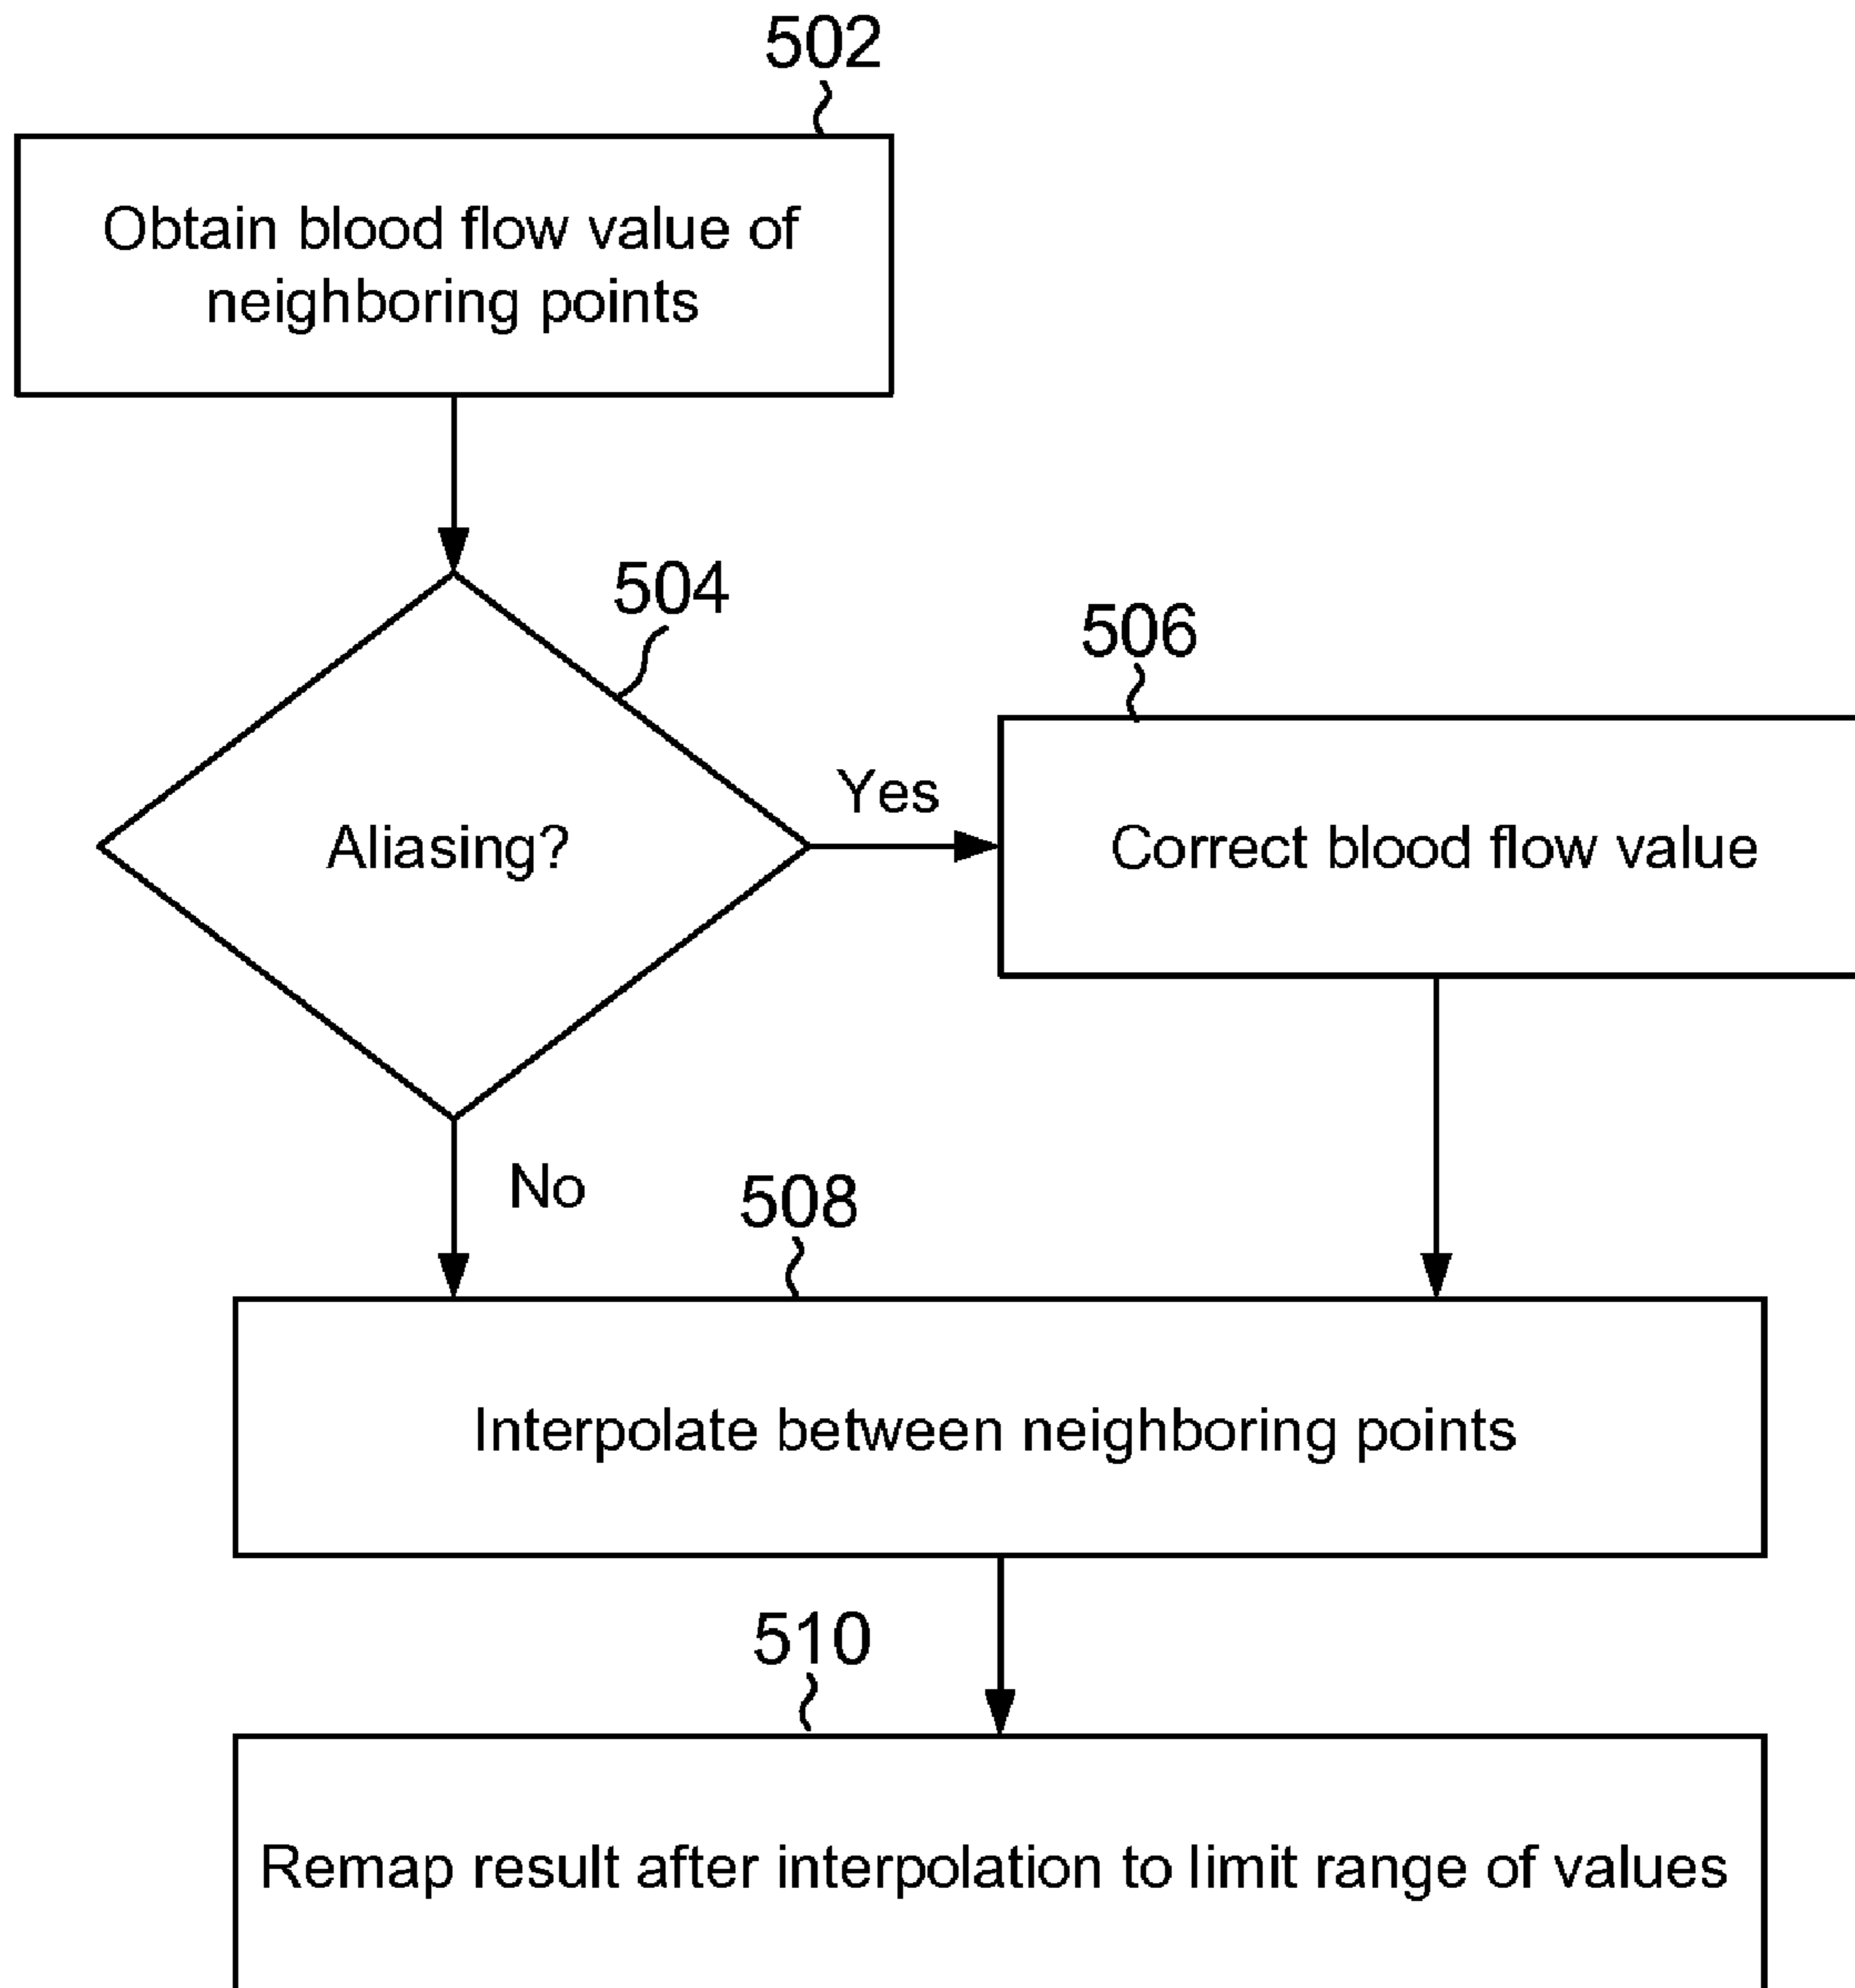 502
Obtain blood flow value of
neighboring points
504
Aliasing?
Yes
506
Correct blood flow value
No
508
Interpolate between neighboring points
510
Remap result after interpolation to limit range of values